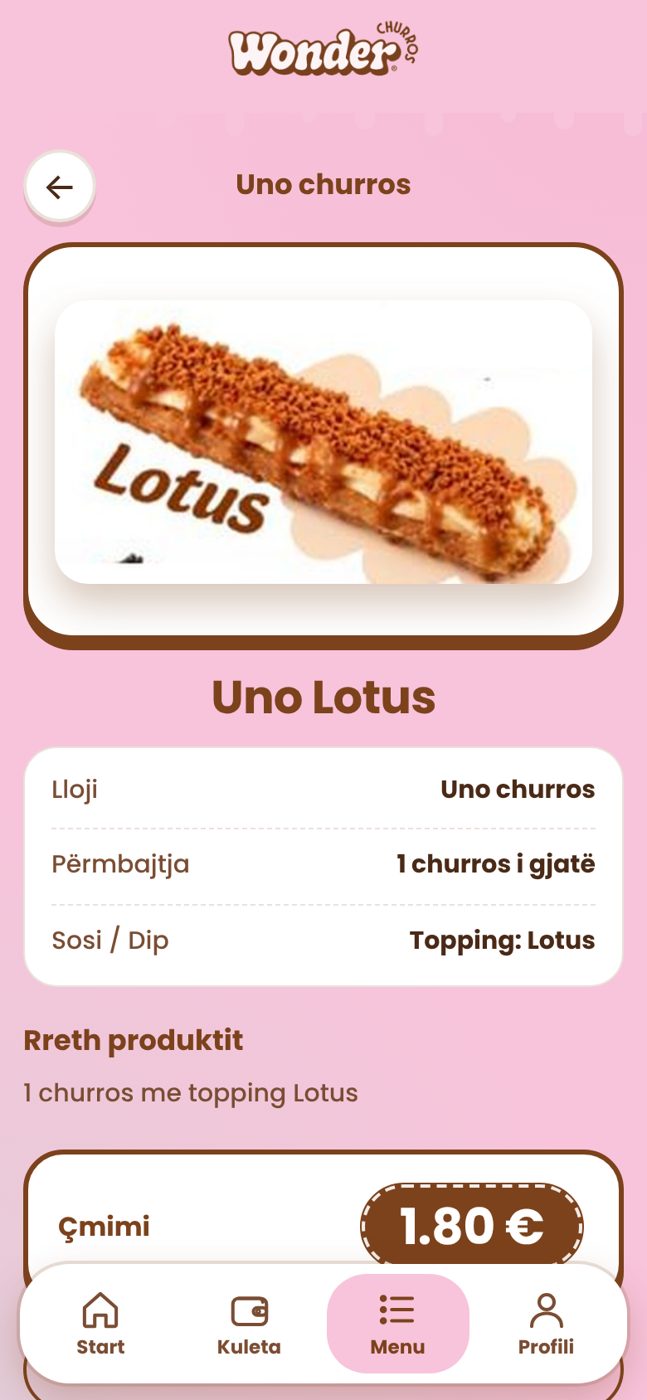 Wonder CHURROS ®
Uno churros
Lotus
Uno Lotus
Lloji Uno churros
Përmbajtja 1 churros i gjatë
Sosi / Dip Topping: Lotus
Rreth produktit
1 churros me topping Lotus
Çmimi 1.80 €
Start Kuleta Menu Profili